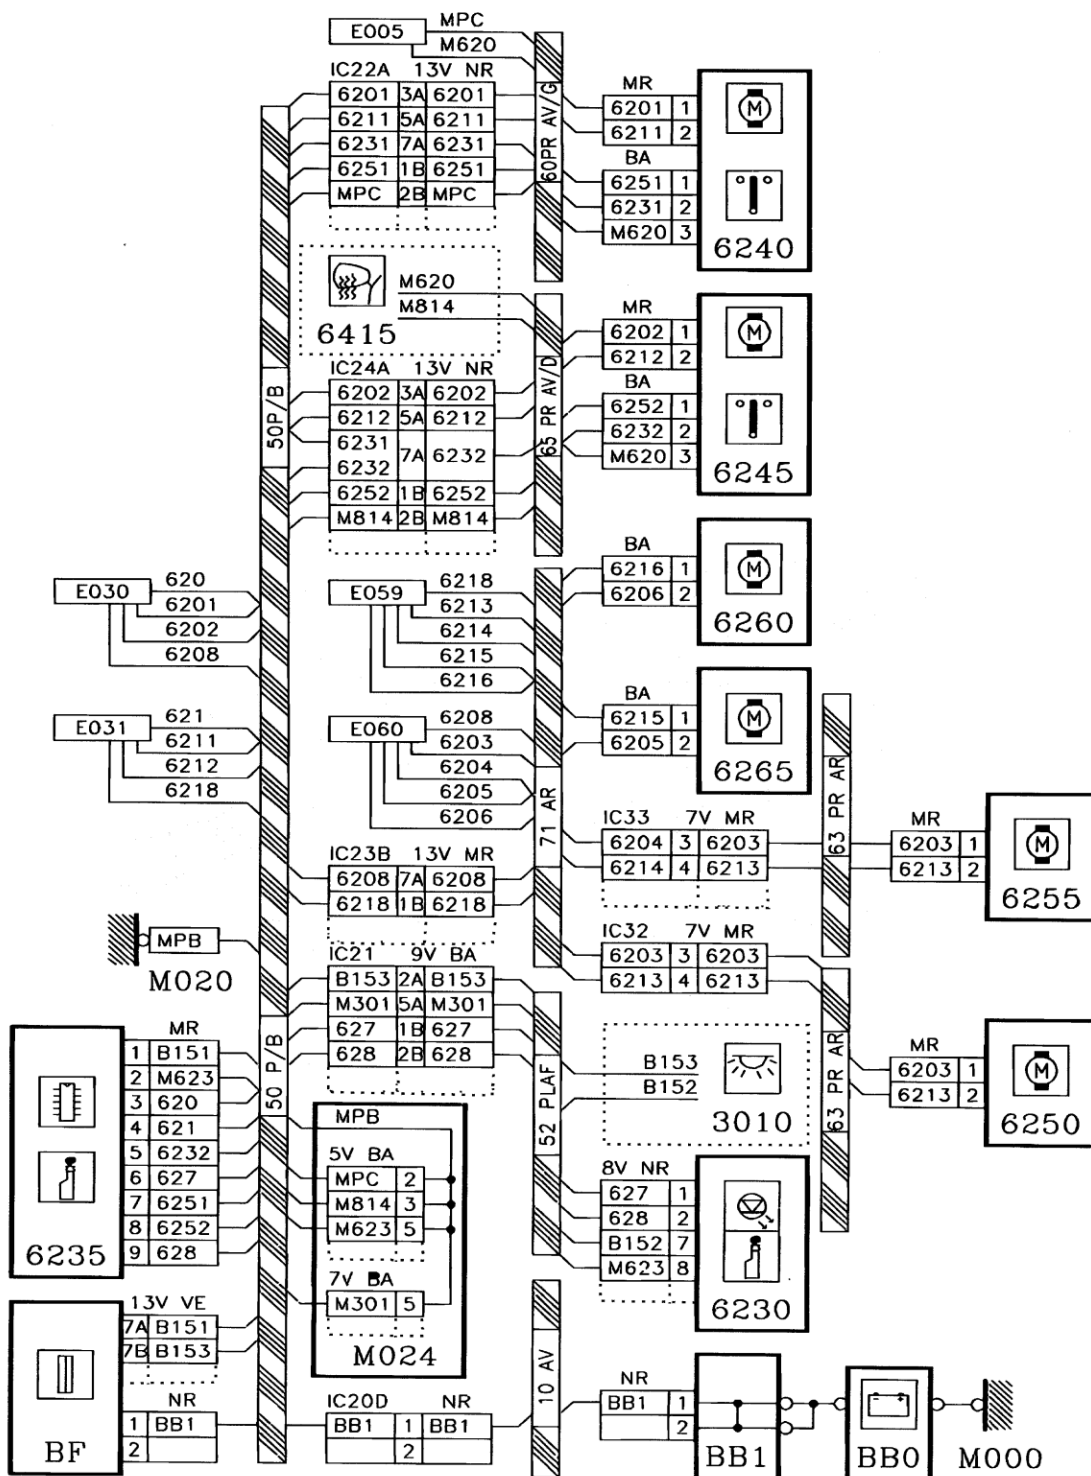 E005 MPC
M620
IC22A 13V NR
6201 3A 6201
6211 5A 6211
6231 7A 6231
6251 1B 6251
MPC 2B MPC
60PR AV/G
MR
6201 1
6211 2
BA
6251 1
6231 2
M620 3
6240
M620
M814
6415
50P/B
IC24A 13V NR
6202 3A 6202
6212 5A 6212
6231
7A 6232
6232
6252 1B 6252
M814 2B M814
65 PR AV/D
MR
6202 1
6212 2
BA
6252 1
6232 2
M620 3
6245
E030 620
6201
6202
6208
E031 621
6211
6212
6218
E059 6218
6213
6214
6215
6216
E060 6208
6203
6204
6205
6206
71 AR
BA
6216 1
6206 2
6260
BA
6215 1
6205 2
6265
63 PR AR
IC33 7V MR
6204 3 6203
6214 4 6213
MR
6203 1
6213 2
6255
IC23B 13V MR
6208 7A 6208
6218 1B 6218
IC32 7V MR
6203 3 6203
6213 4 6213
63 PR AR
MR
6203 1
6213 2
6250
MPB
M020
IC21 9V BA
B153 2A B153
M301 5A M301
627 1B 627
628 2B 628
50 P/B
52 PLAF
B153
B152
3010
MR
1 B151
2 M623
3 620
4 621
5 6232
6 627
7 6251
8 6252
9 628
6235
MPB
5V BA
MPC 2
M814 3
M623 5
7V BA
M301 5
M024
8V NR
627 1
628 2
B152 7
M623 8
6230
13V VE
7A B151
7B B153
NR
1 BB1
2
BF
IC20D NR
BB1 1 BB1
2
10 AV
NR
BB1 1
2
BB1
BB0
M000
M
M
M
M
M
M